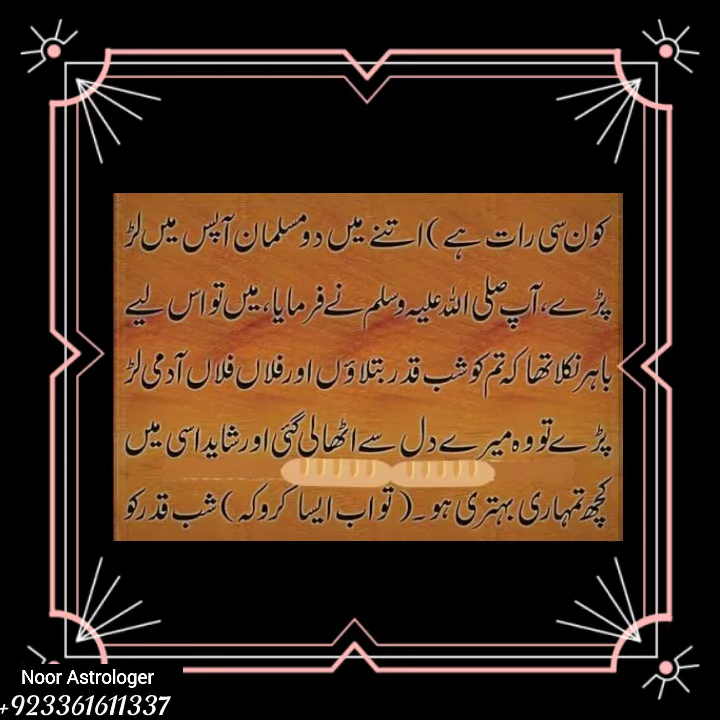 کون سی رات ہے) اتنے میں دو مسلمان آپس میں لڑ
پڑے، آپ صلی اللہ علیہ وسلم نے فرمایا، میں تو اس لیے
باہر نکلا تھا کہ تم کو شب قدر بتلاؤں اور فلاں فلاں آدمی لڑ
پڑے تو وہ میرے دل سے اٹھا لی گئی اور شاید اسی میں
کچھ تمہاری بہتری ہو۔ (تو اب ایسا کرو کہ) شب قدر کو
Noor Astrologer
+923361611337